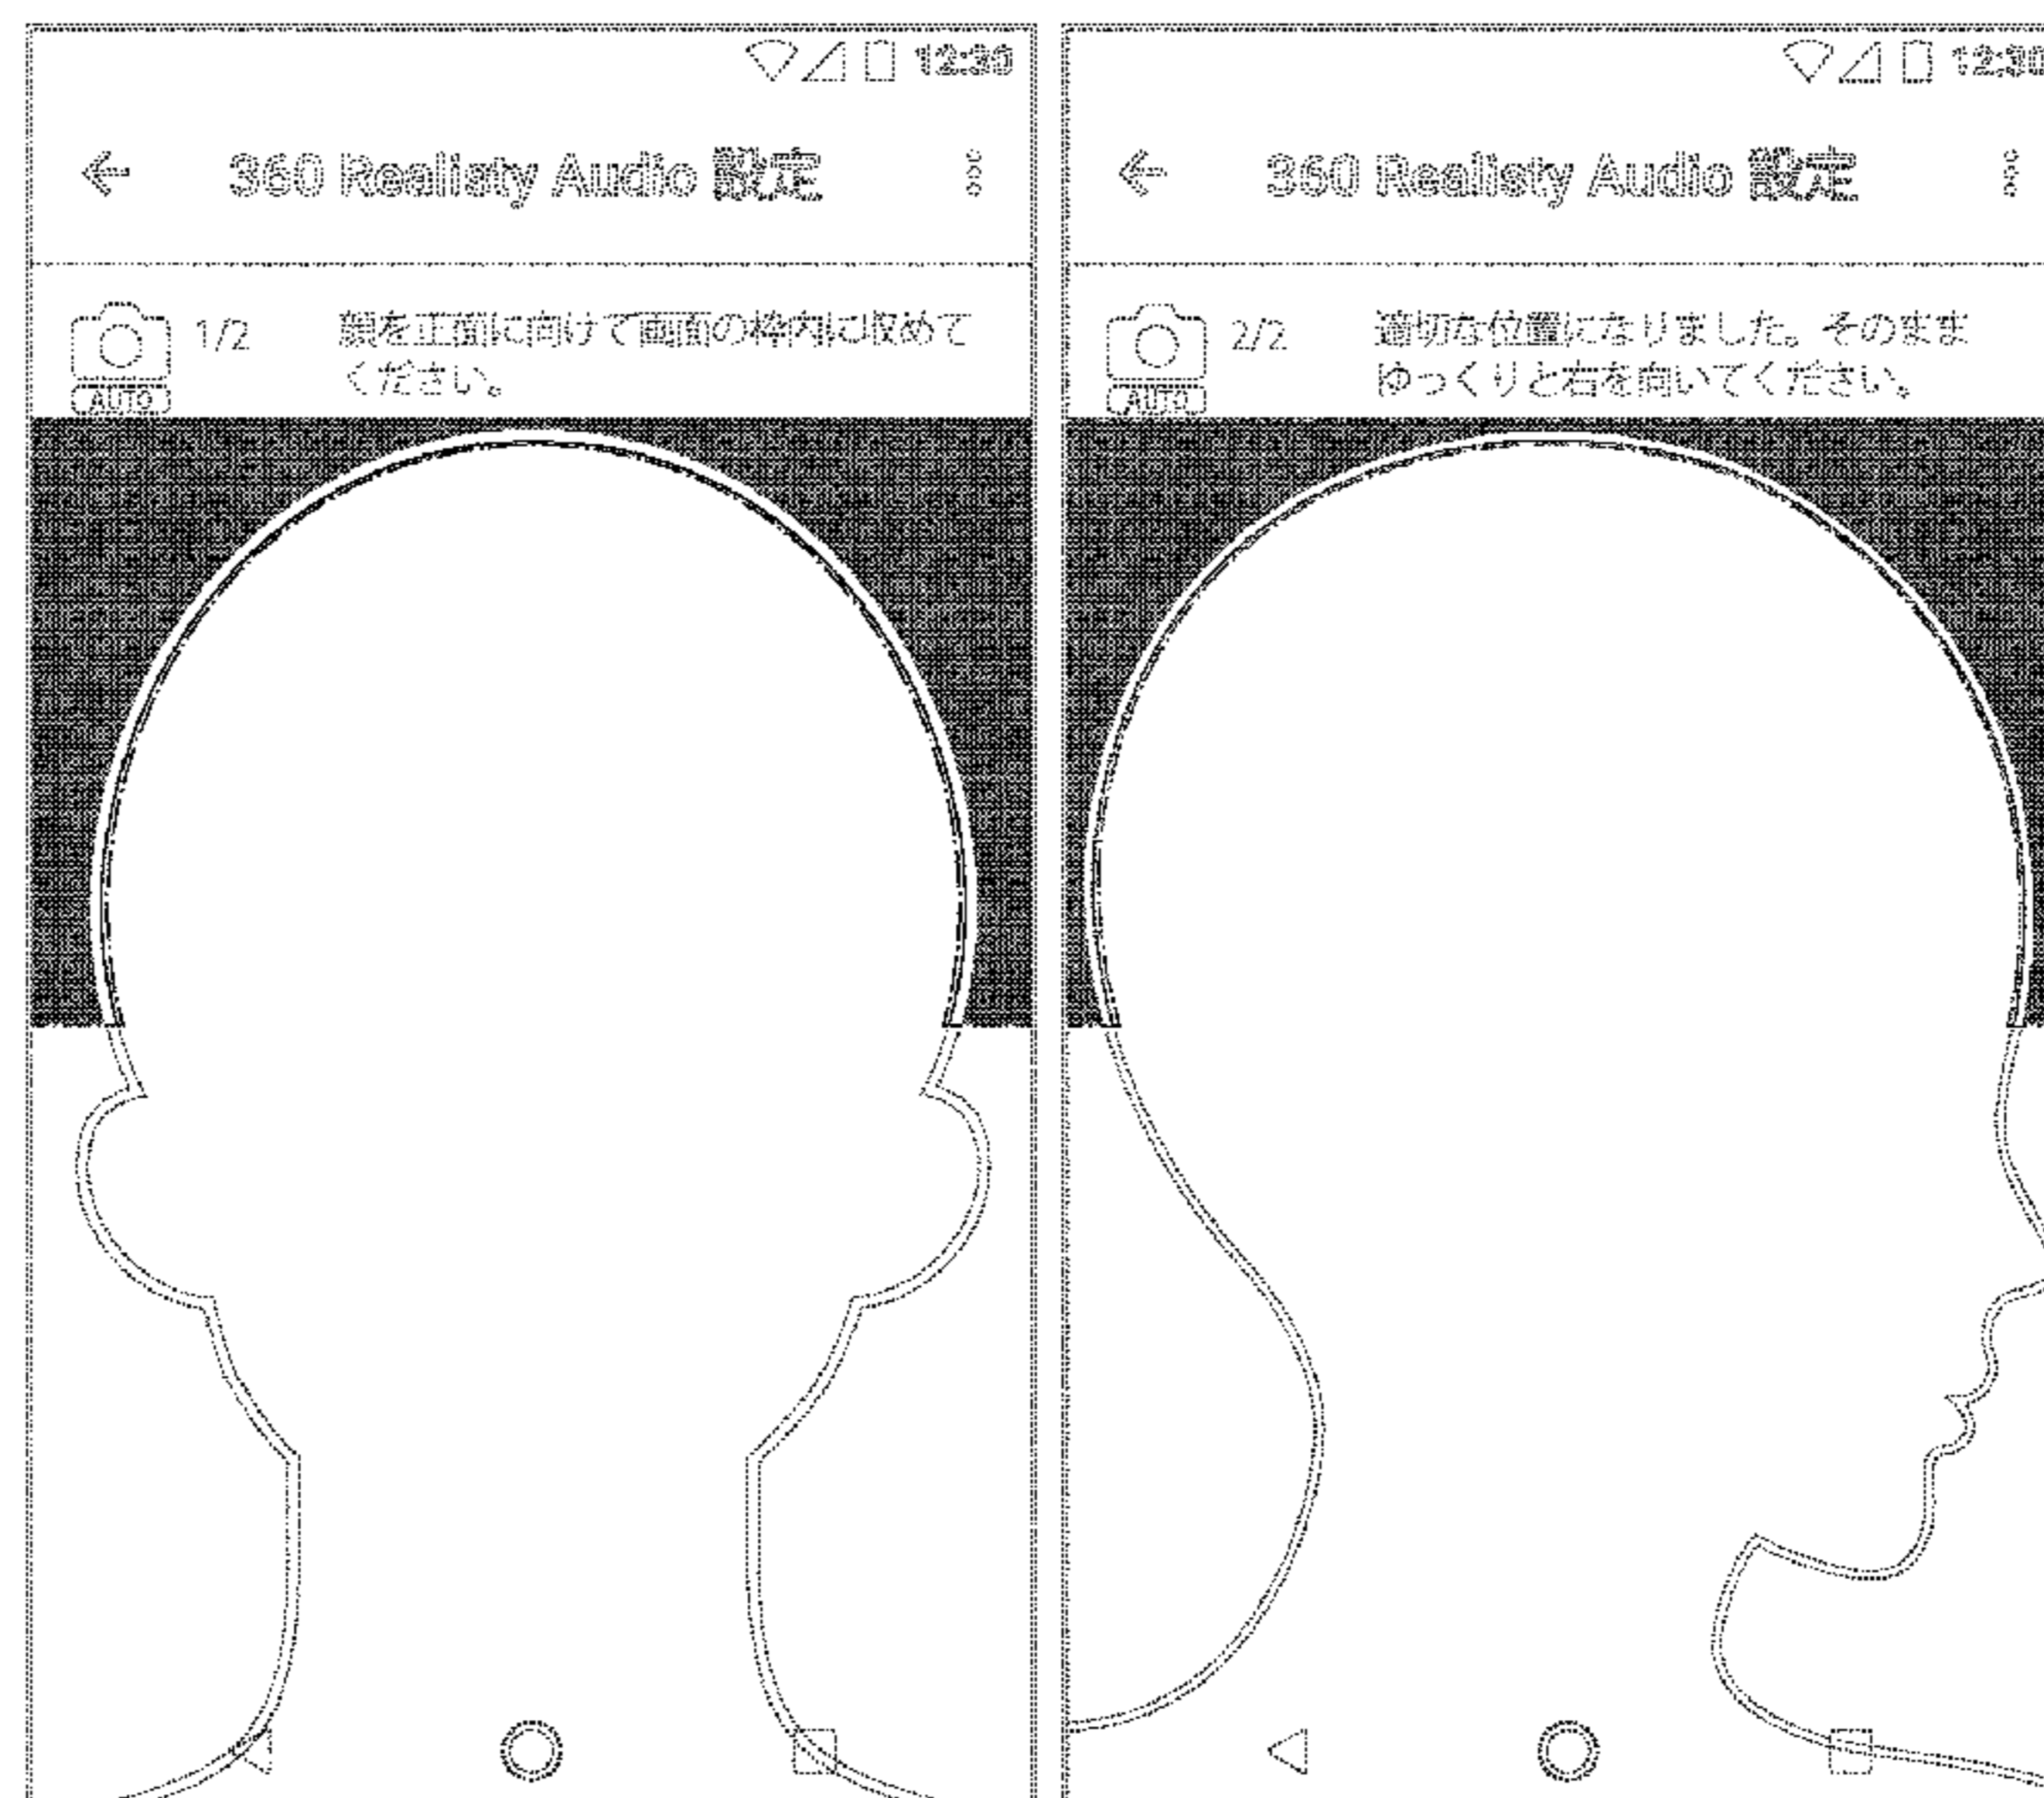 12:30
360 Realisty Audio 設定
1/2
顔を正面に向けて画面の枠内に収めて
ください。
AUTO
12:30
360 Realisty Audio 設定
2/2
適切な位置になりました。そのまま
ゆっくりと右を向いてください。
AUTO